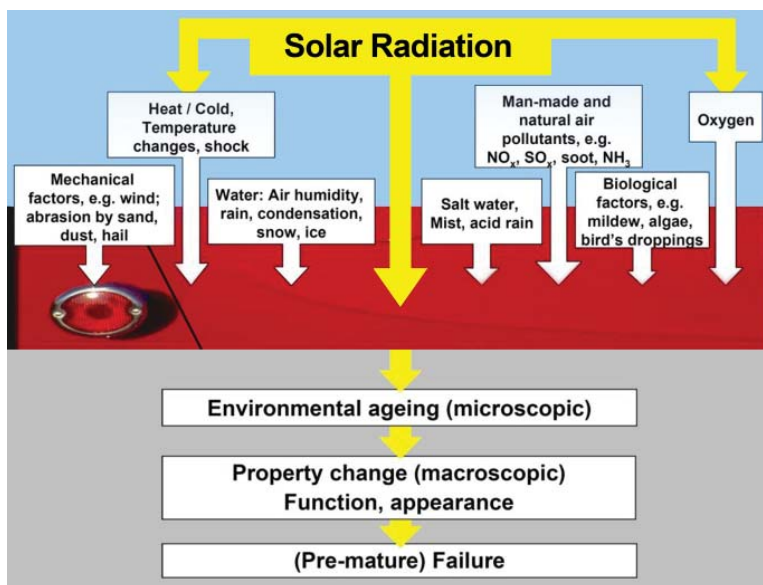 Solar Radiation
Heat / Cold,
Temperature
changes, shock
Man-made and
natural air
pollutants, e.g.
NOₓ, SOₓ, soot, NH₃
Oxygen
Mechanical
factors, e.g. wind;
abrasion by sand,
dust, hail
Water: Air humidity,
rain, condensation,
snow, ice
Salt water,
Mist, acid rain
Biological
factors, e.g.
mildew, algae,
bird's droppings
Environmental ageing (microscopic)
Property change (macroscopic)
Function, appearance
(Pre-mature) Failure